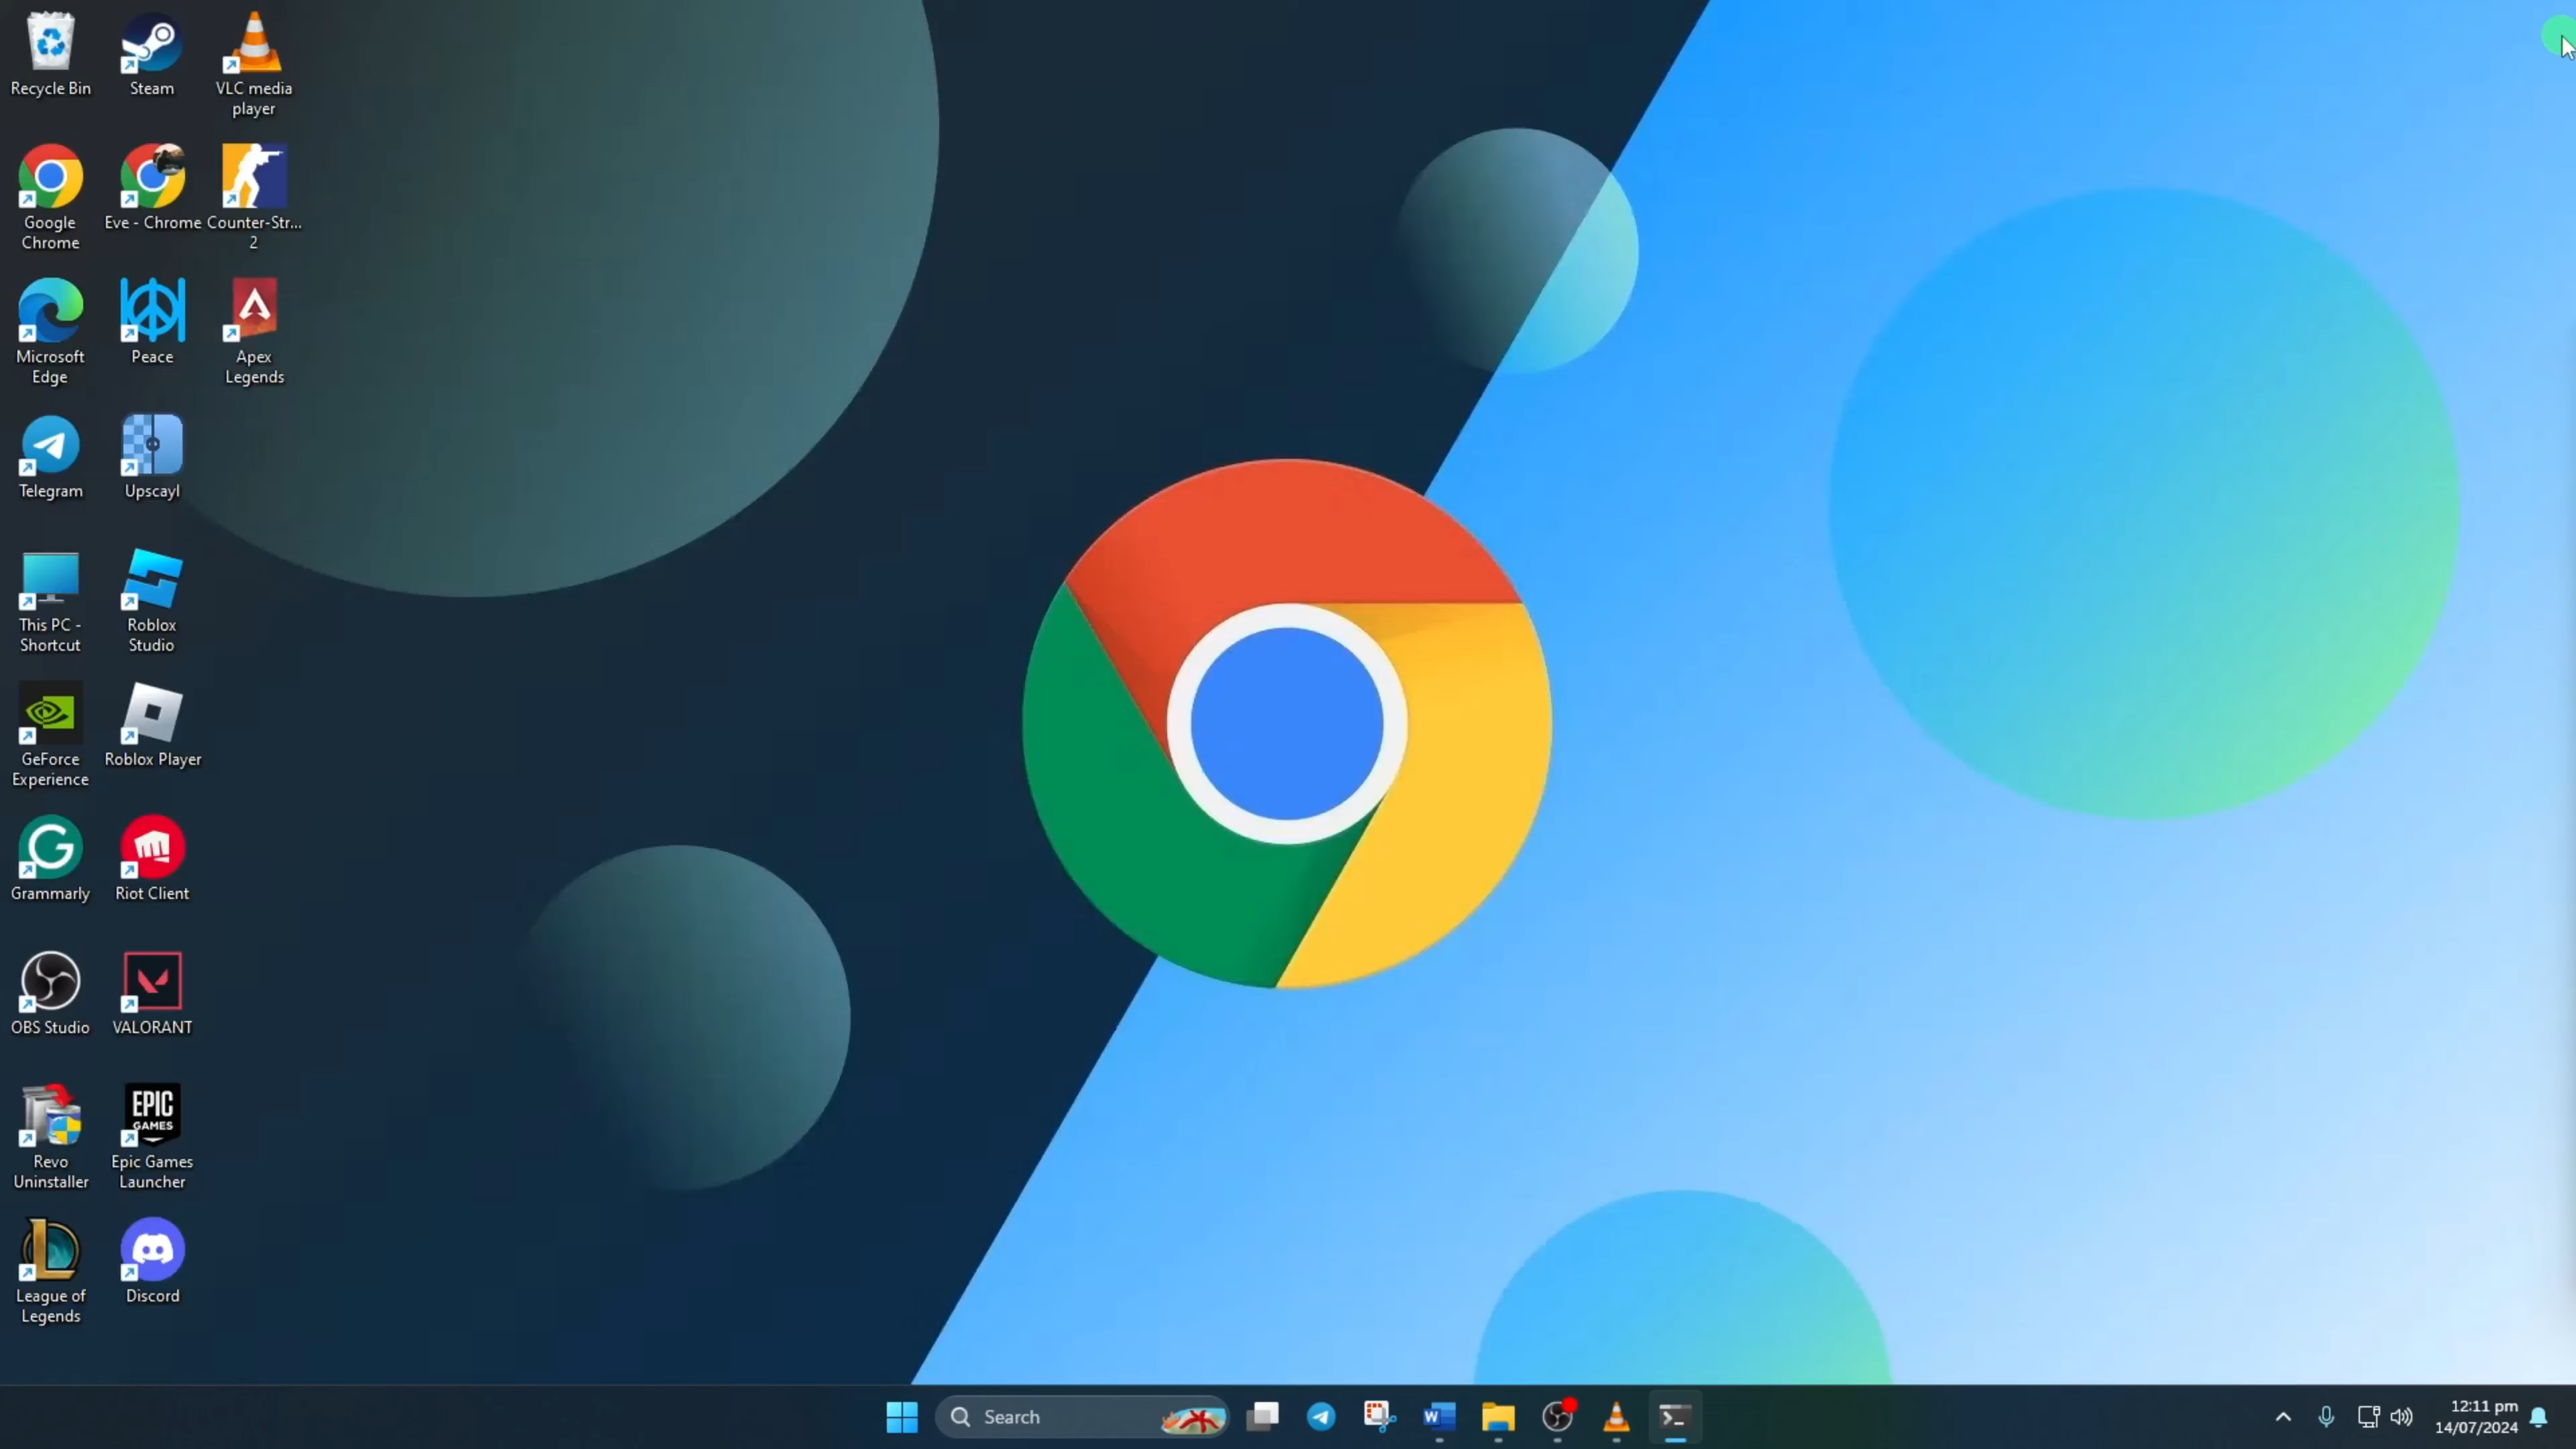 Recycle Bin
Steam
VLC media
player
Google
Chrome
Eve - Chrome
Counter-Str...
2
Microsoft
Edge
Peace
Apex
Legends
Telegram
Upscayl
This PC -
Shortcut
Roblox
Studio
GeForce
Experience
Roblox Player
Grammarly
Riot Client
OBS Studio
VALORANT
Revo
Uninstaller
EPIC
GAMES
Epic Games
Launcher
League of
Legends
Discord
Search
12:11 pm
14/07/2024